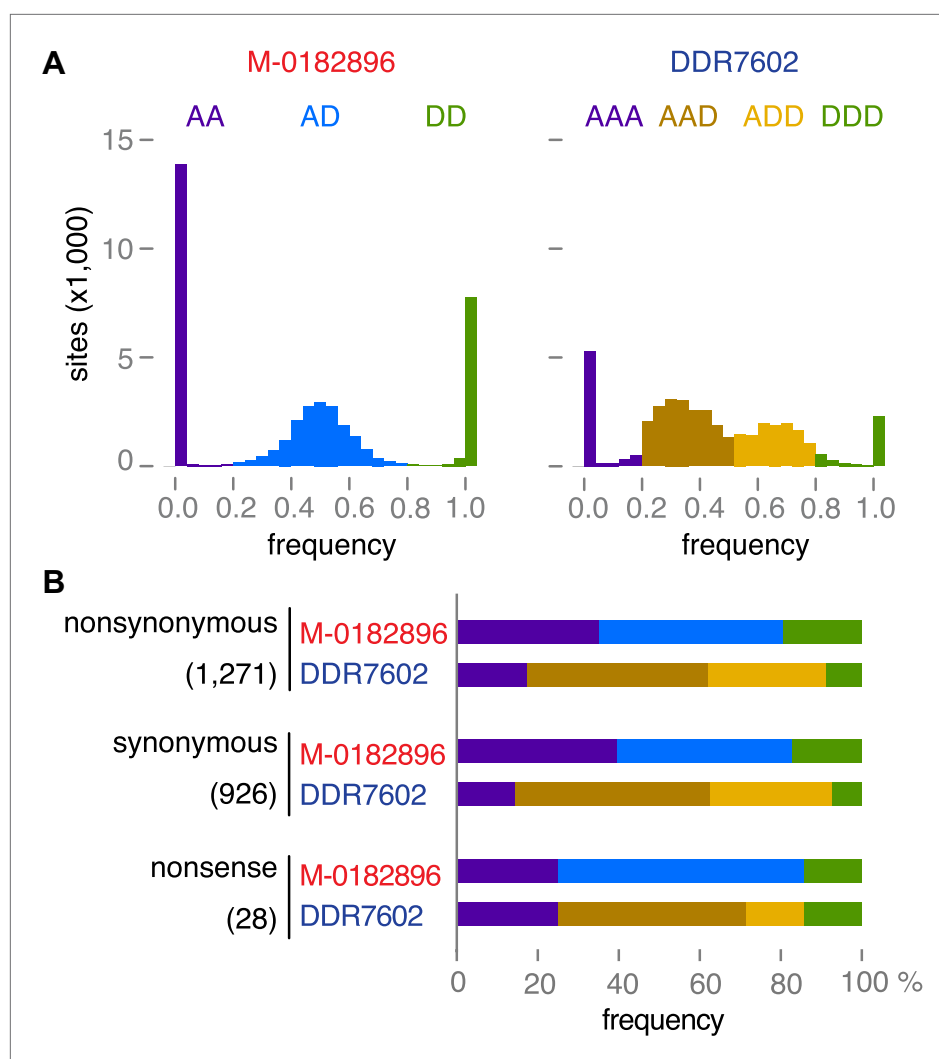 A
M-0182896
DDR7602
AA AD DD
AAA AAD ADD DDD
15
10
5
0
sites (x1,000)
0.0 0.2 0.4 0.6 0.8 1.0
0.0 0.2 0.4 0.6 0.8 1.0
frequency
frequency
B
nonsynonymous
(1,271)
M-0182896
DDR7602
synonymous
(926)
M-0182896
DDR7602
nonsense
(28)
M-0182896
DDR7602
0 20 40 60 80 100 %
frequency